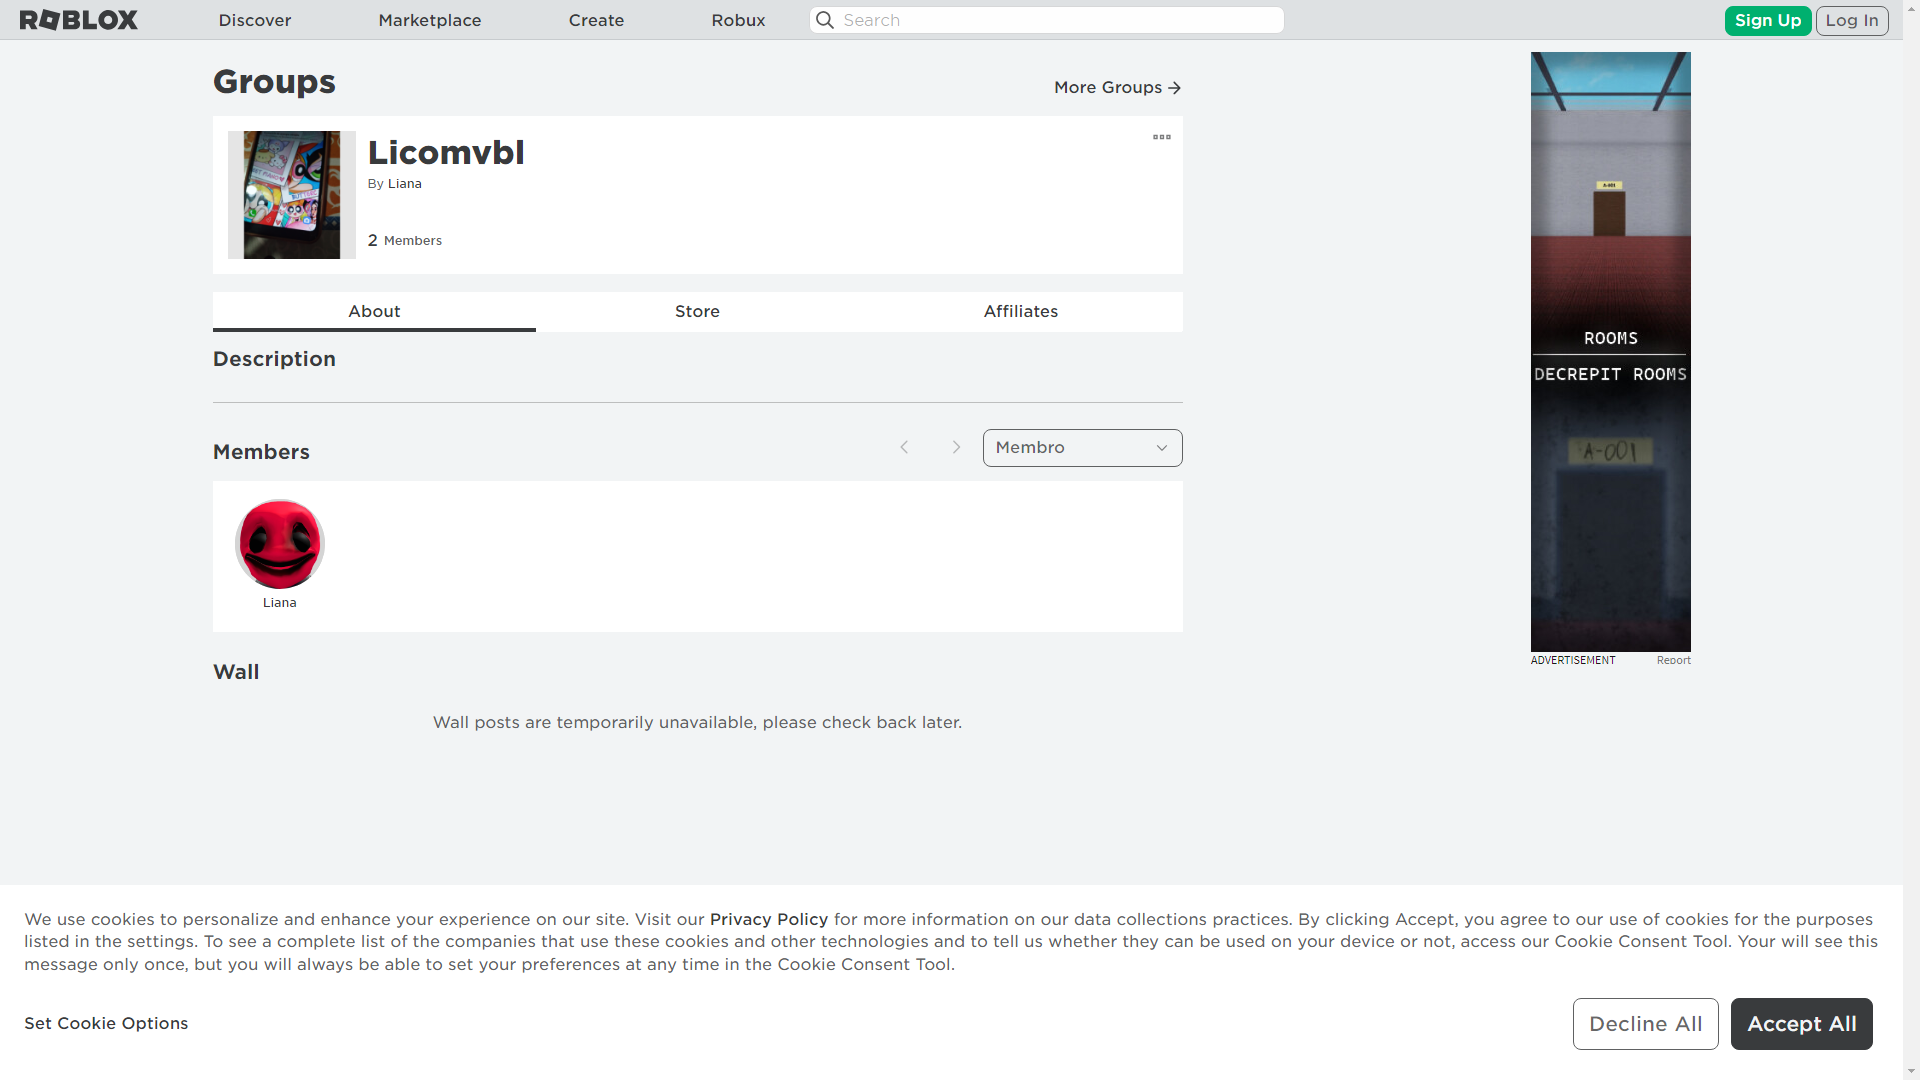 ROBLOX
Discover
Marketplace
Create
Robux
Search
Sign Up
Log In
Groups
More Groups
Licomvbl
By Liana
2 Members
About
Store
Affiliates
Description
Members
Membro
Liana
Wall
Wall posts are temporarily unavailable, please check back later.
A-001
ROOMS
DECREPIT ROOMS
A-001
ADVERTISEMENT
Report
We use cookies to personalize and enhance your experience on our site. Visit our Privacy Policy for more information on our data collections practices. By clicking Accept, you agree to our use of cookies for the purposes
listed in the settings. To see a complete list of the companies that use these cookies and other technologies and to tell us whether they can be used on your device or not, access our Cookie Consent Tool. Your will see this
message only once, but you will always be able to set your preferences at any time in the Cookie Consent Tool.
Set Cookie Options
Decline All
Accept All